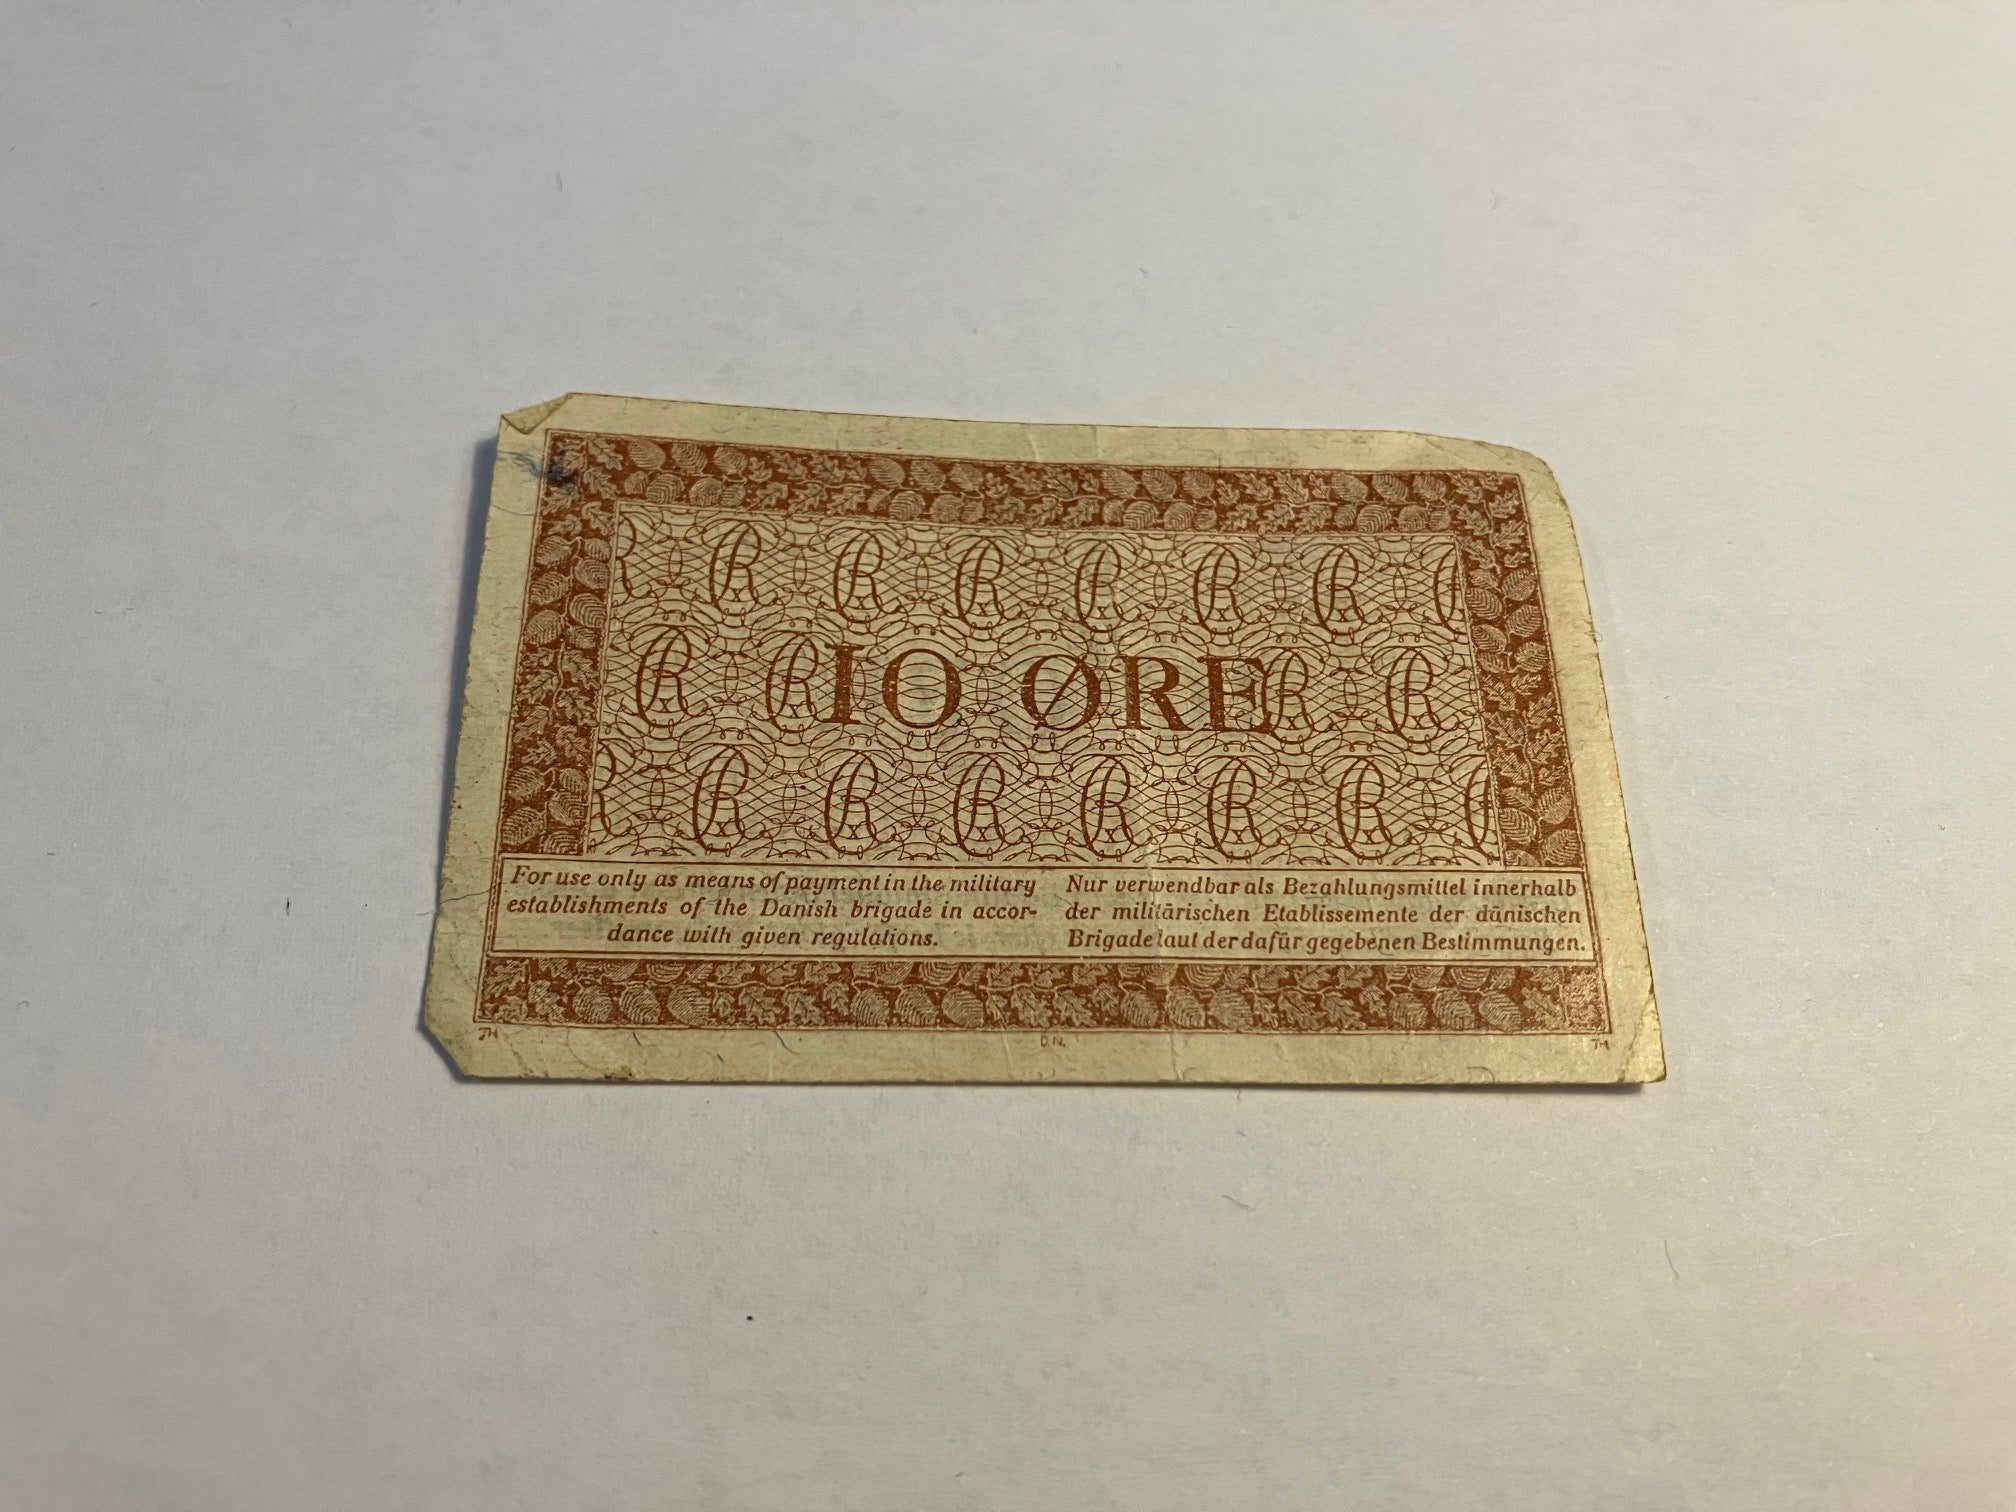 10 ØRE
For use only as means of payment in the military
establishments of the Danish brigade in accor-
dance with given regulations.
Nur verwendbar als Bezahlungsmittel innerhalb
der militärischen Etablissemente der dänischen
Brigade laut der dafür gegebenen Bestimmungen.
TH
D.N.
TH